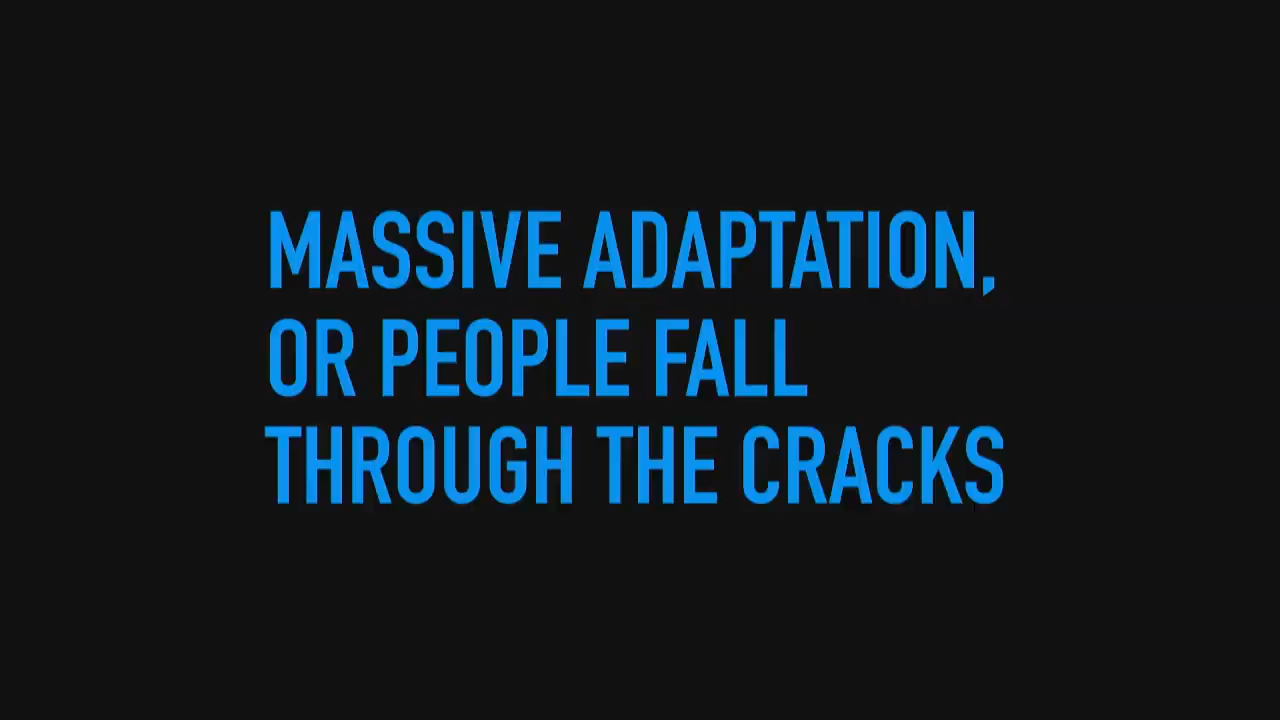 MASSIVE ADAPTATION,
OR PEOPLE FALL
THROUGH THE CRACKS